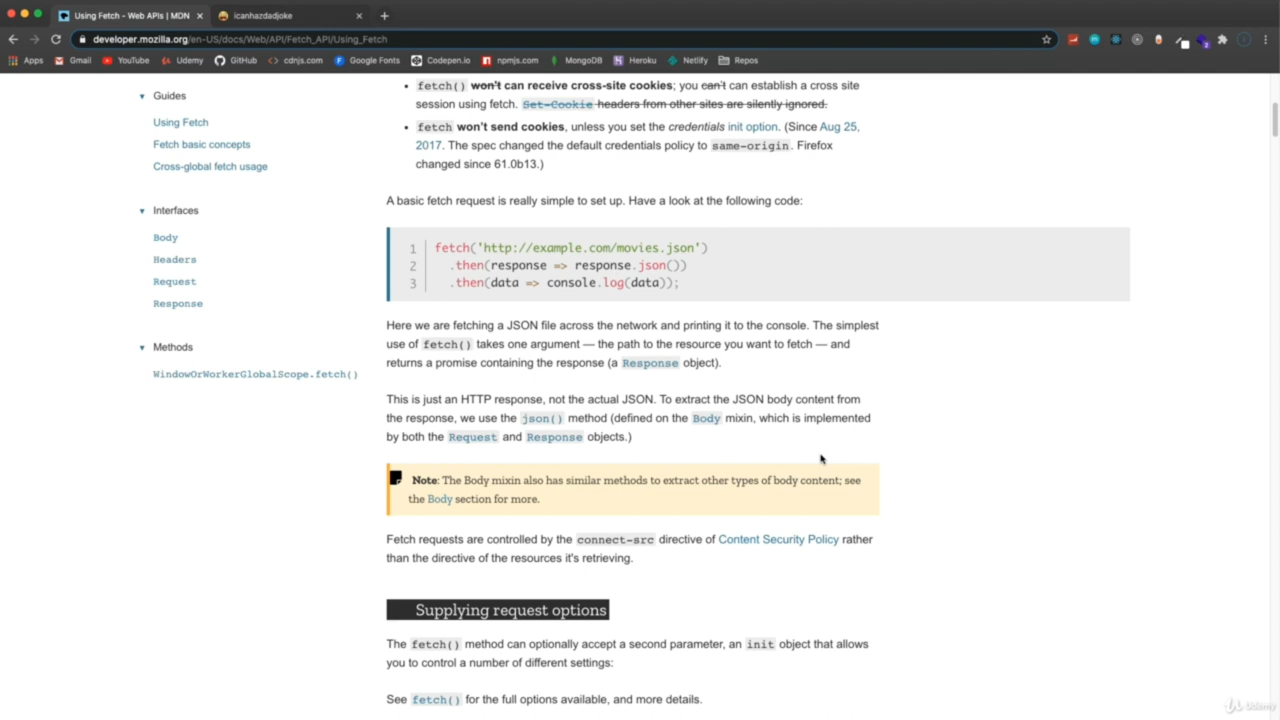 Using Fetch - Web APIs | MDN
icanhazdadjoke
developer.mozilla.org/en-US/docs/Web/API/Fetch_API/Using_Fetch
Apps Gmail YouTube Udemy GitHub cdnjs.com Google Fonts Codepen.io npmjs.com MongoDB Heroku Netlify Repos
Guides
Using Fetch
Fetch basic concepts
Cross-global fetch usage
Interfaces
Body
Headers
Request
Response
Methods
WindowOrWorkerGlobalScope.fetch()
fetch() won't can receive cross-site cookies; you can't can establish a cross site
session using fetch. Set-Cookie headers from other sites are silently ignored.
fetch won't send cookies, unless you set the credentials init option. (Since Aug 25,
2017. The spec changed the default credentials policy to same-origin. Firefox
changed since 61.0b13.)
A basic fetch request is really simple to set up. Have a look at the following code:
1 fetch('http://example.com/movies.json')
2 .then(response => response.json())
3 .then(data => console.log(data));
Here we are fetching a JSON file across the network and printing it to the console. The simplest
use of fetch() takes one argument — the path to the resource you want to fetch — and
returns a promise containing the response (a Response object).
This is just an HTTP response, not the actual JSON. To extract the JSON body content from
the response, we use the json() method (defined on the Body mixin, which is implemented
by both the Request and Response objects.)
Note: The Body mixin also has similar methods to extract other types of body content; see
the Body section for more.
Fetch requests are controlled by the connect-src directive of Content Security Policy rather
than the directive of the resources it's retrieving.
Supplying request options
The fetch() method can optionally accept a second parameter, an init object that allows
you to control a number of different settings:
See fetch() for the full options available, and more details.
Udemy